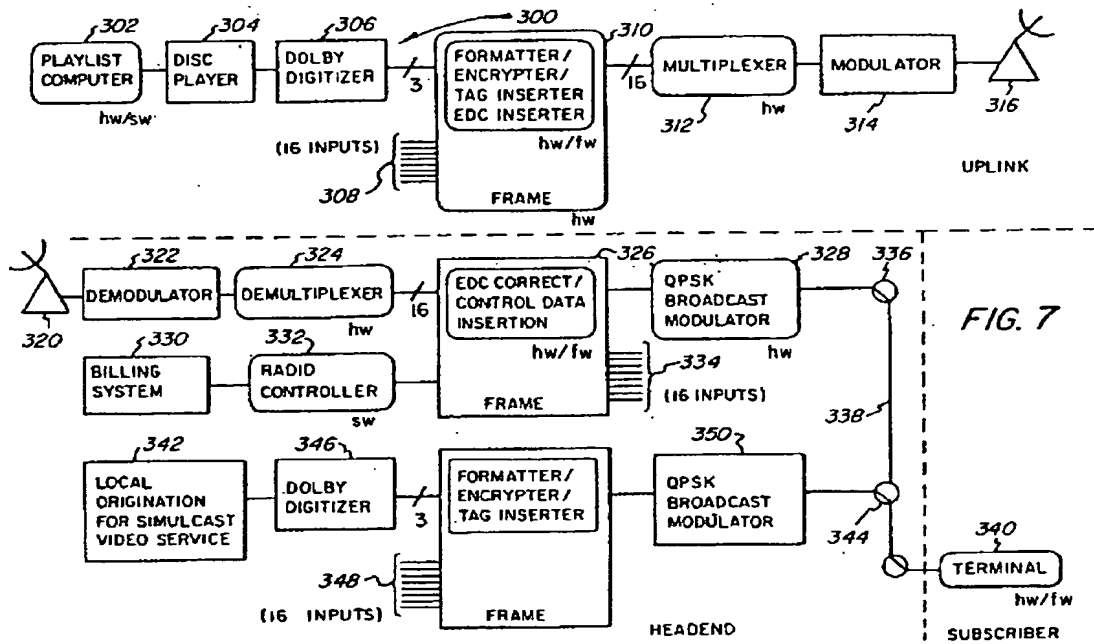 302
PLAYLIST
COMPUTER
hw/sw
304
DISC
PLAYER
306
DOLBY
DIGITIZER
300
3
(16 INPUTS)
308
310
FORMATTER/
ENCRYPTER/
TAG INSERTER
EDC INSERTER
hw/fw
FRAME
hw
16
MULTIPLEXER
312
hw
MODULATOR
314
316
UPLINK
320
322
DEMODULATOR
324
DEMULTIPLEXER
hw
16
326
EDC CORRECT/
CONTROL DATA
INSERTION
hw/fw
FRAME
328
QPSK
BROADCAST
MODULATOR
hw
336
FIG. 7
330
BILLING
SYSTEM
332
RADID
CONTROLLER
sw
334
(16 INPUTS)
338
342
LOCAL
ORIGINATION
FOR SIMULCAST
VIDEO SERVICE
346
DOLBY
DIGITIZER
3
348
(16 INPUTS)
FORMATTER/
ENCRYPTER/
TAG INSERTER
FRAME
350
QPSK
BROADCAST
MODULATOR
344
340
TERMINAL
hw/fw
HEADEND
SUBSCRIBER